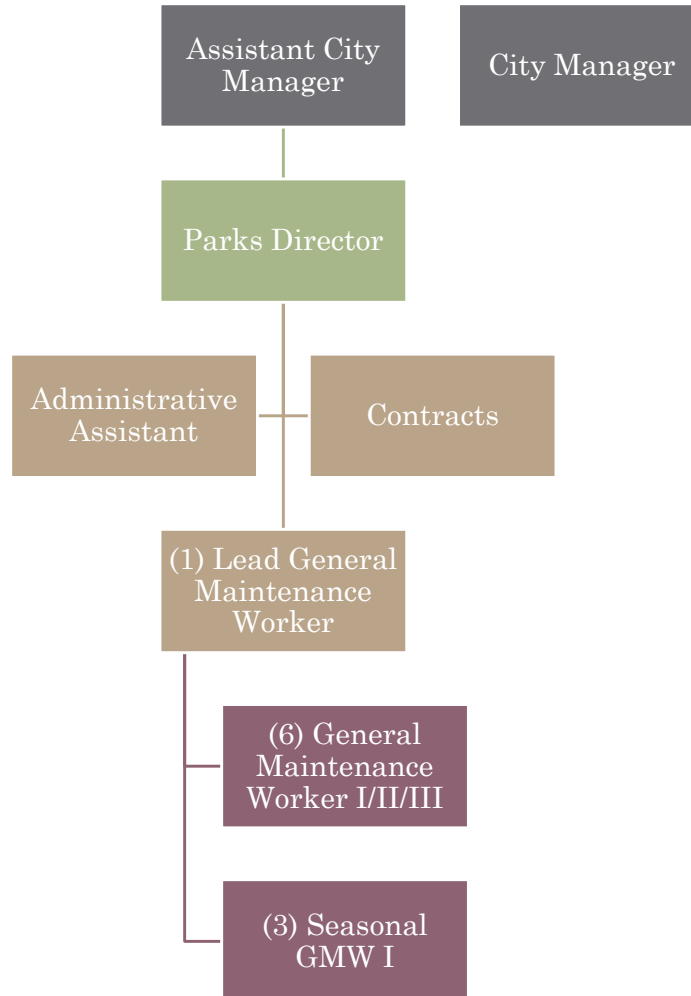 Assistant City
Manager
City Manager
Parks Director
Administrative
Assistant
Contracts
(1) Lead General
Maintenance
Worker
(6) General
Maintenance
Worker I/II/III
(3) Seasonal
GMW I